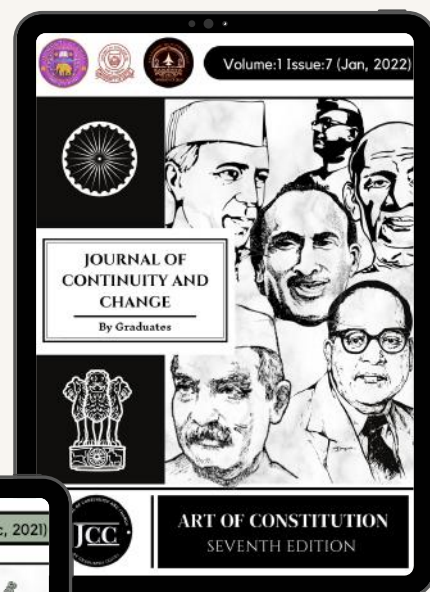 Volume:1 Issue:7 (Jan, 2022)
JOURNAL OF
CONTINUITY AND
CHANGE
By Graduates
c, 2021)
JCC
ART OF CONSTITUTION
SEVENTH EDITION